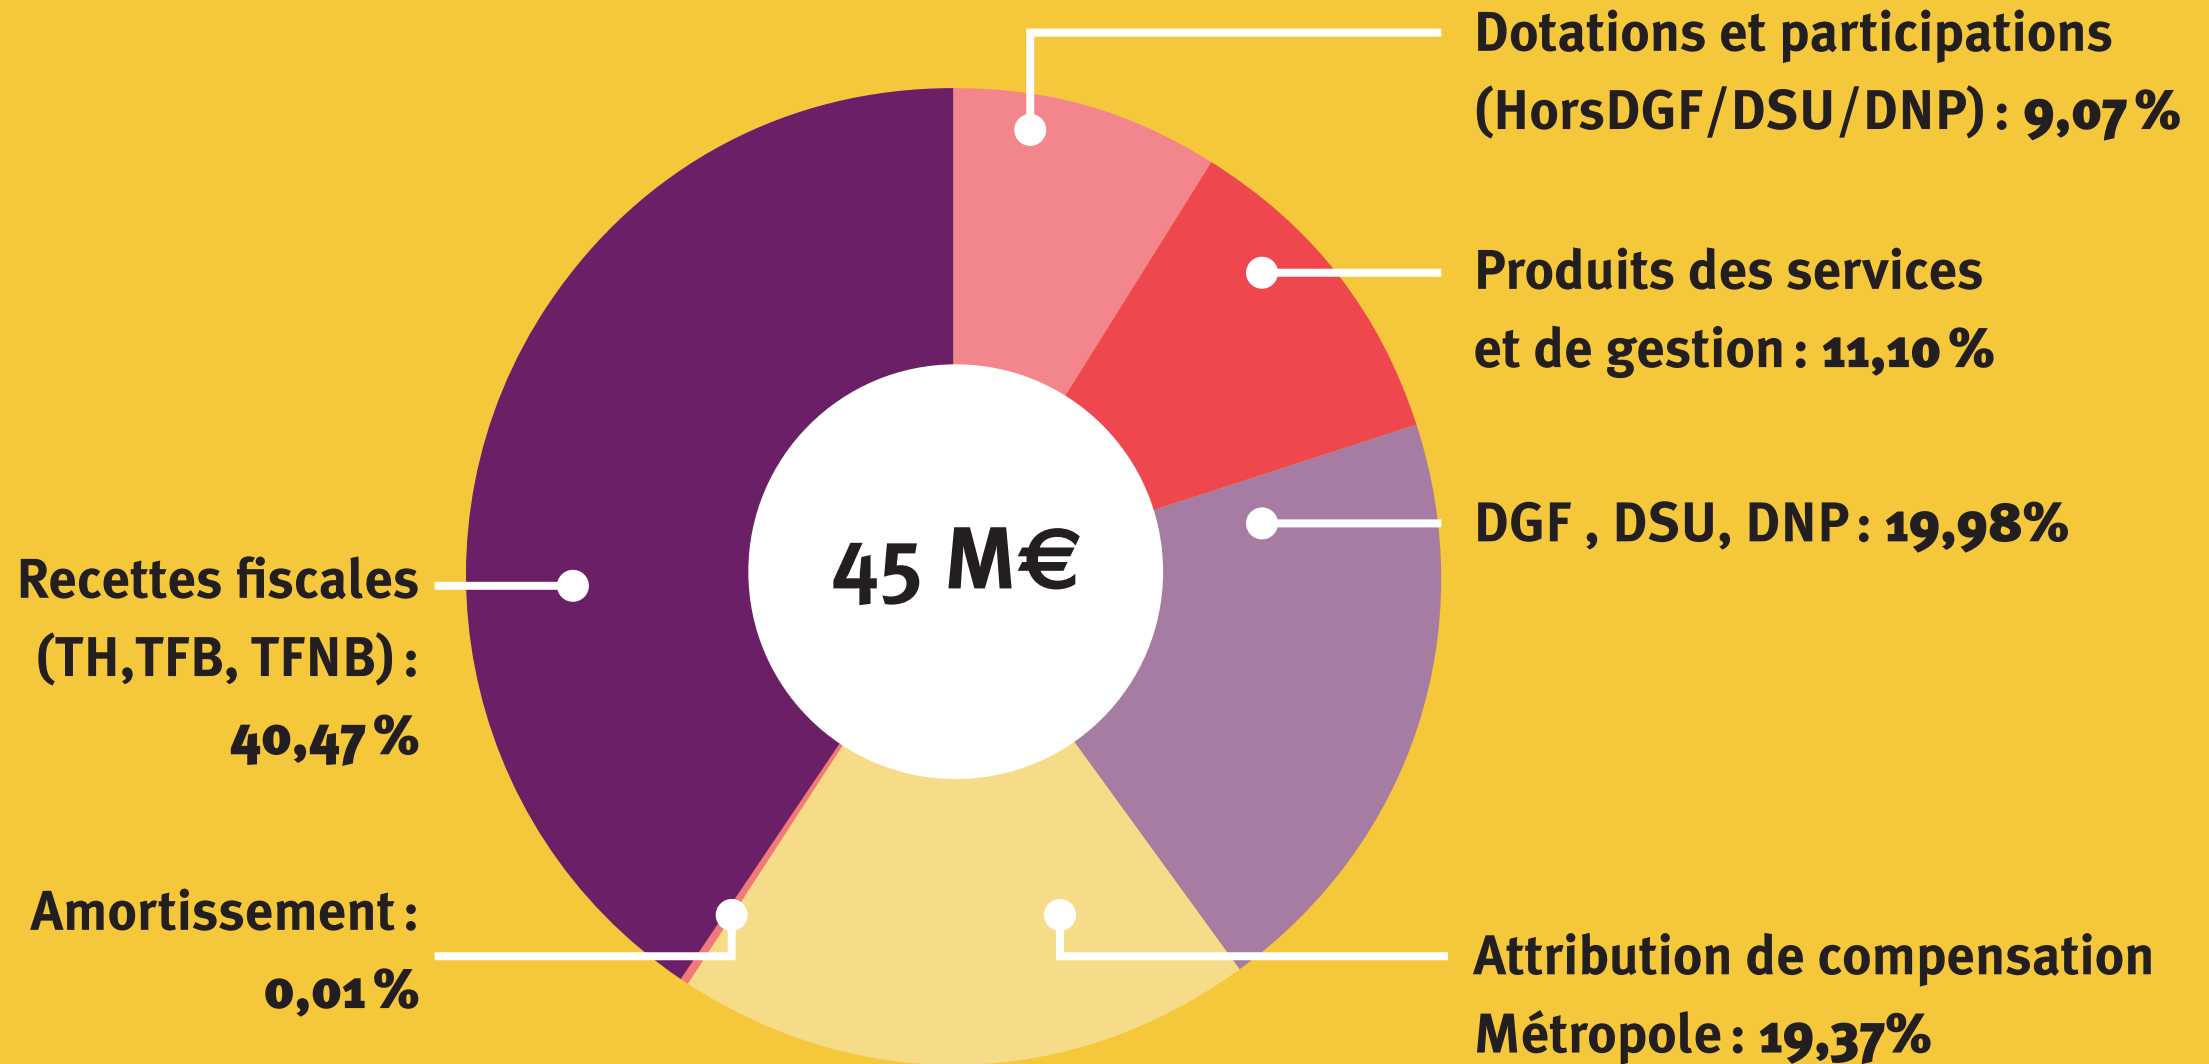 Dotations et participations
(HorsDGF/DSU/DNP) : 9,07 %
Produits des services
et de gestion : 11,10 %
DGF , DSU, DNP : 19,98%
Attribution de compensation
Métropole : 19,37%
45 M€
Recettes fiscales
(TH,TFB, TFNB) :
40,47 %
Amortissement :
0,01 %